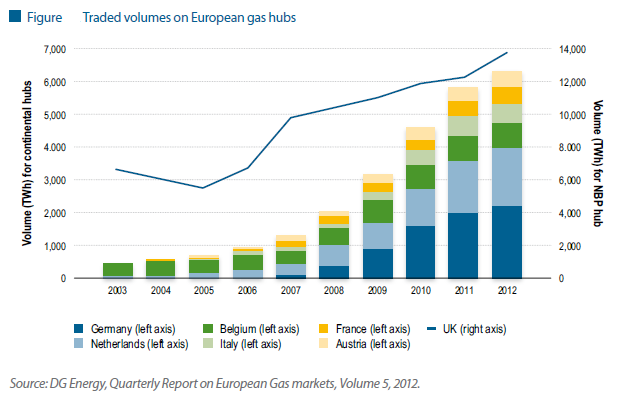 Figure Traded volumes on European gas hubs
Volume (TWh) for continental hubs
7,000
6,000
5,000
4,000
3,000
2,000
1,000
0
14,000
12,000
10,000
8,000
6,000
4,000
2,000
0
Volume (TWh) for NBP hub
2003 2004 2005 2006 2007 2008 2009 2010 2011 2012
Germany (left axis) Belgium (left axis) France (left axis) UK (right axis)
Netherlands (left axis) Italy (left axis) Austria (left axis)
Source: DG Energy, Quarterly Report on European Gas markets, Volume 5, 2012.